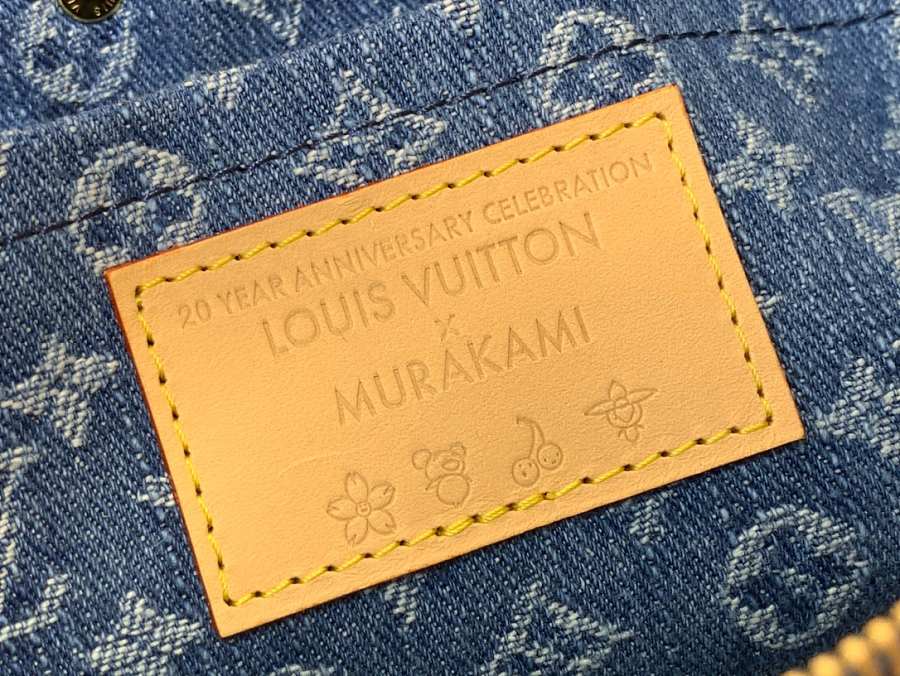 20 YEAR ANNIVERSARY CELEBRATION
LOUIS VUITTON
×
MURAKAMI